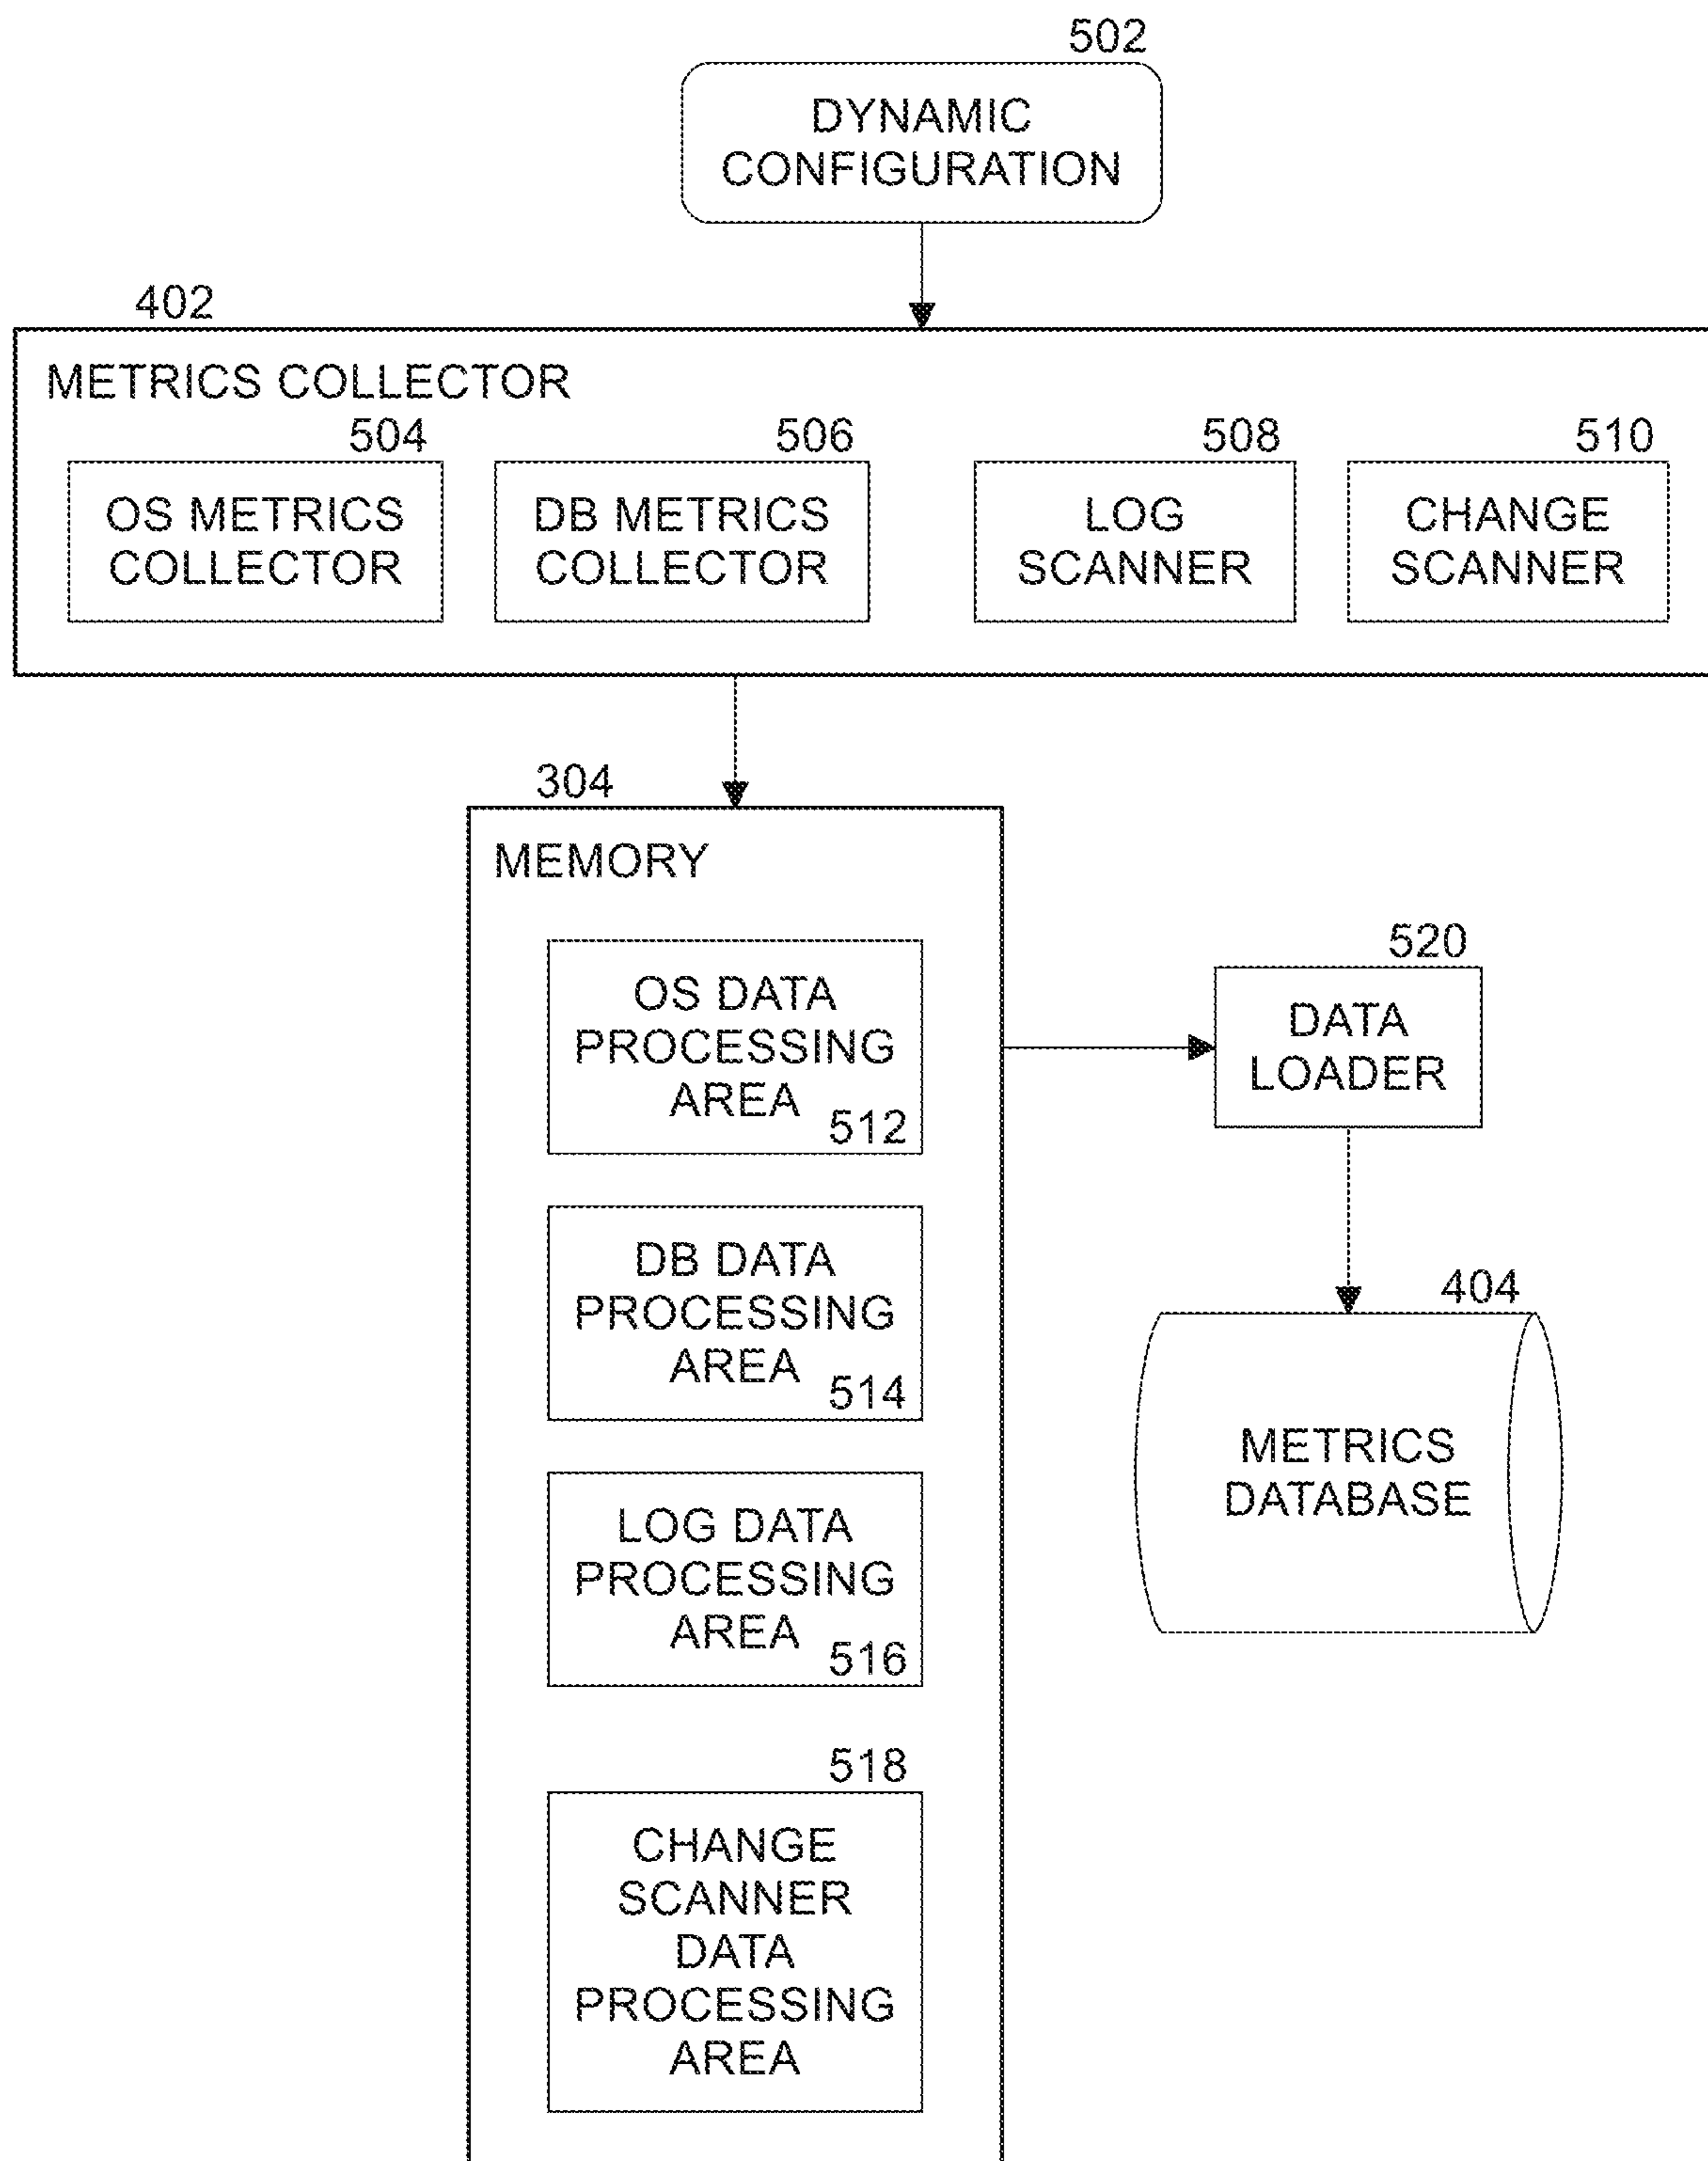 502
DYNAMIC
CONFIGURATION
402
METRICS COLLECTOR
504
OS METRICS
COLLECTOR
506
DB METRICS
COLLECTOR
508
LOG
SCANNER
510
CHANGE
SCANNER
304
MEMORY
OS DATA
PROCESSING
AREA
512
DB DATA
PROCESSING
AREA
514
LOG DATA
PROCESSING
AREA
516
518
CHANGE
SCANNER
DATA
PROCESSING
AREA
520
DATA
LOADER
404
METRICS
DATABASE